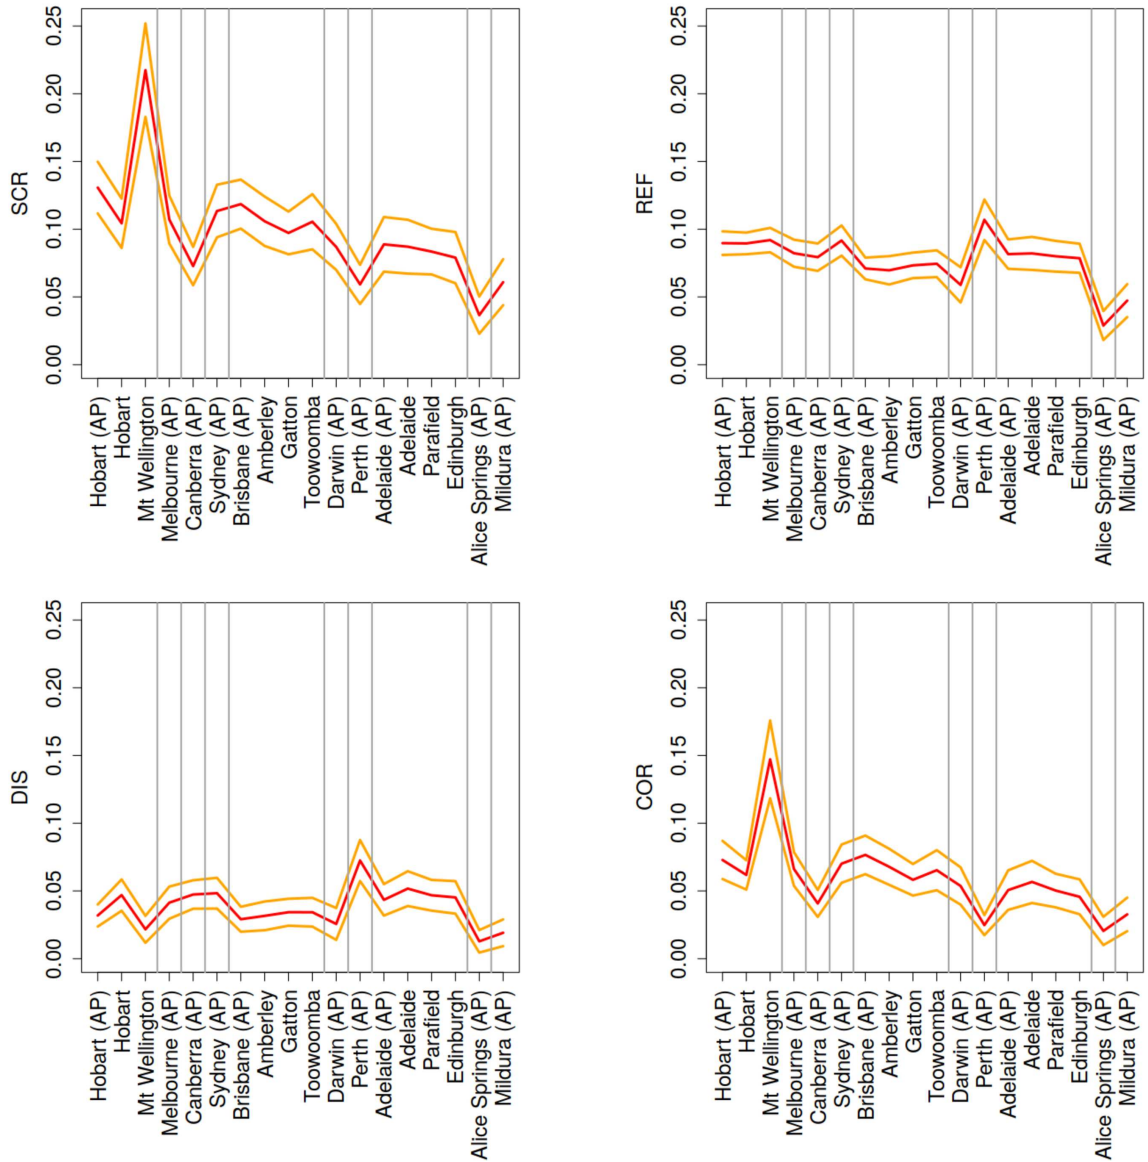 SCR
0.25
0.20
0.15
0.10
0.05
0.00
Hobart (AP)
Hobart
Mt Wellington
Melbourne (AP)
Canberra (AP)
Sydney (AP)
Brisbane (AP)
Amberley
Gatton
Toowoomba
Darwin (AP)
Perth (AP)
Adelaide (AP)
Adelaide
Parafield
Edinburgh
Alice Springs (AP)
Mildura (AP)
REF
0.25
0.20
0.15
0.10
0.05
0.00
Hobart (AP)
Hobart
Mt Wellington
Melbourne (AP)
Canberra (AP)
Sydney (AP)
Brisbane (AP)
Amberley
Gatton
Toowoomba
Darwin (AP)
Perth (AP)
Adelaide (AP)
Adelaide
Parafield
Edinburgh
Alice Springs (AP)
Mildura (AP)
DIS
0.25
0.20
0.15
0.10
0.05
0.00
Hobart (AP)
Hobart
Mt Wellington
Melbourne (AP)
Canberra (AP)
Sydney (AP)
Brisbane (AP)
Amberley
Gatton
Toowoomba
Darwin (AP)
Perth (AP)
Adelaide (AP)
Adelaide
Parafield
Edinburgh
Alice Springs (AP)
Mildura (AP)
COR
0.25
0.20
0.15
0.10
0.05
0.00
Hobart (AP)
Hobart
Mt Wellington
Melbourne (AP)
Canberra (AP)
Sydney (AP)
Brisbane (AP)
Amberley
Gatton
Toowoomba
Darwin (AP)
Perth (AP)
Adelaide (AP)
Adelaide
Parafield
Edinburgh
Alice Springs (AP)
Mildura (AP)